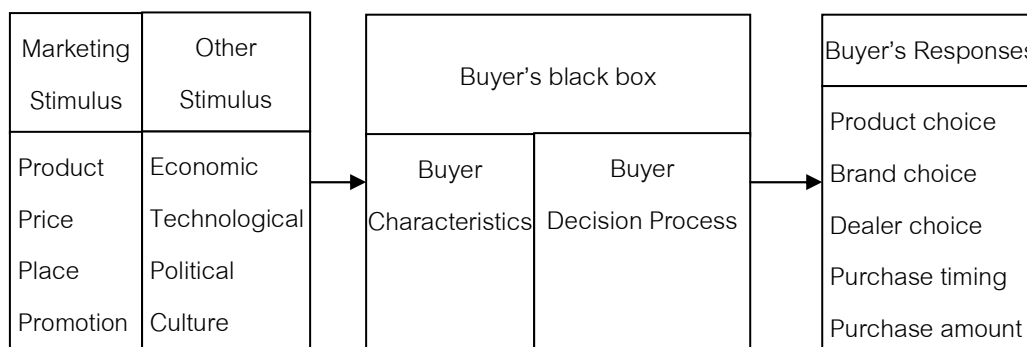 Marketing
Stimulus
Other
Stimulus
Product
Price
Place
Promotion
Economic
Technological
Political
Culture
Buyer's black box
Buyer
Characteristics
Buyer
Decision Process
Buyer's Responses
Product choice
Brand choice
Dealer choice
Purchase timing
Purchase amount